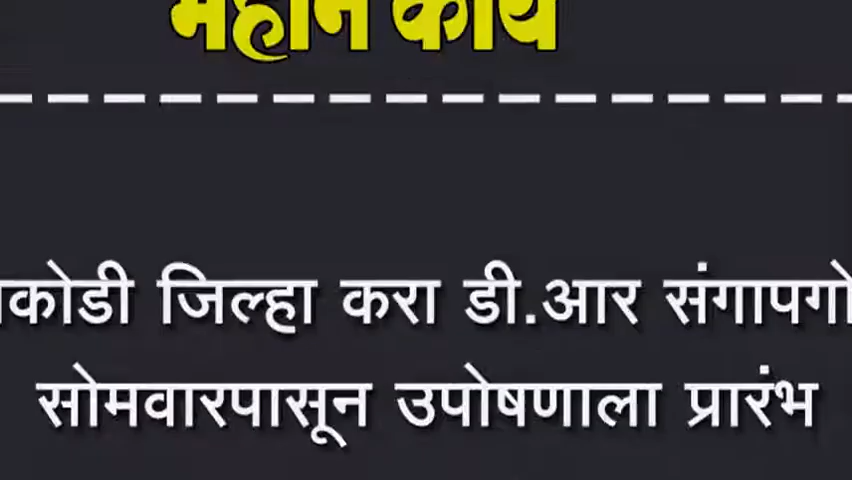 महान कार्य
जिल्हा करा डी.आर
सोमवारपासून उपोषणाला प्रारंभ